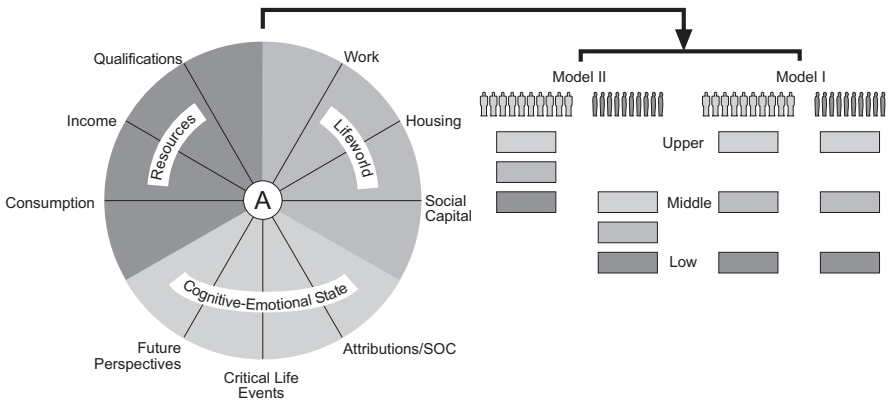 Qualifications
Work
Income
Housing
Consumption
Social
Capital
Resources
Lifeworld
A
Cognitive-Emotional State
Future
Perspectives
Attributions/SOC
Critical Life
Events
Model II
Model I
Upper
Middle
Low